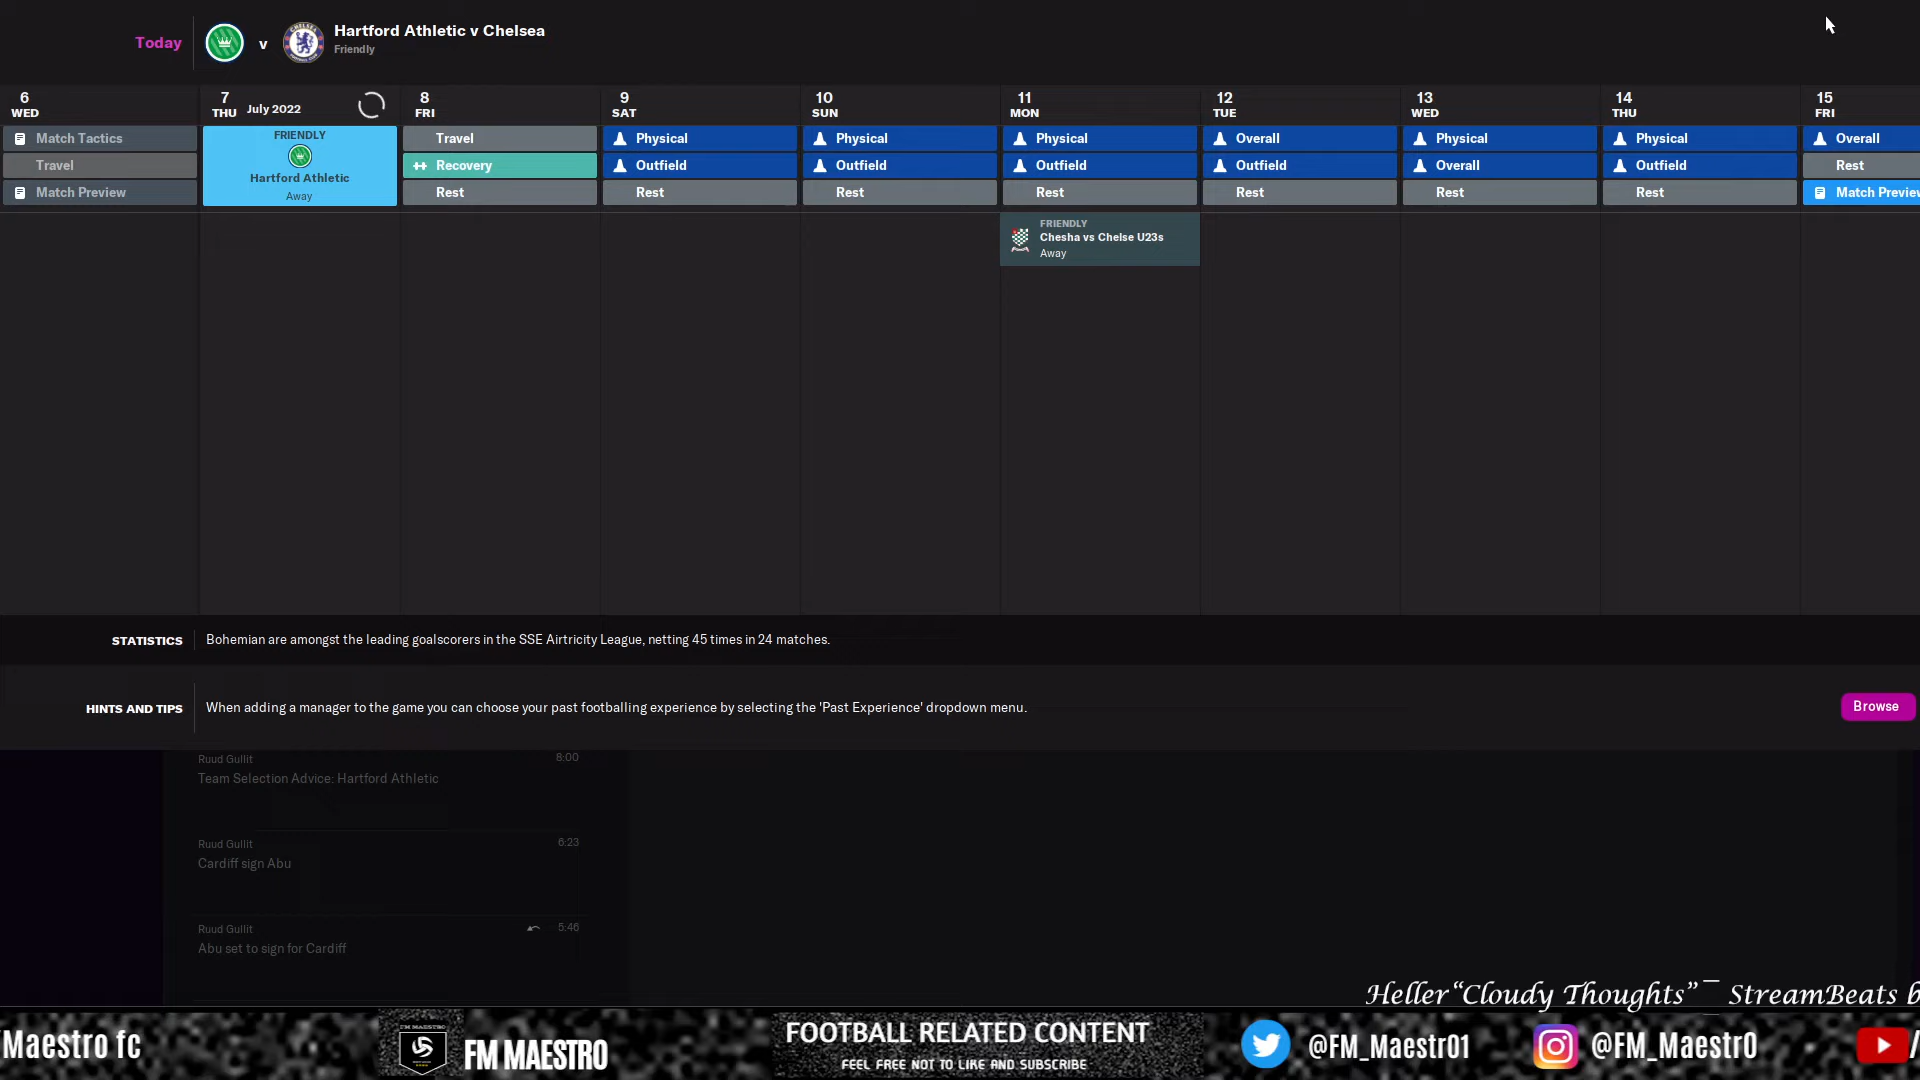 Today
v
Hartford Athletic v Chelsea
Friendly
6
WED
7
THU July 2022
8
FRI
9
SAT
10
SUN
11
MON
12
TUE
13
WED
14
THU
15
FRI
Match Tactics
Travel
Match Preview
FRIENDLY
Hartford Athletic
Away
Travel
Recovery
Rest
Physical
Outfield
Rest
Physical
Outfield
Rest
Physical
Outfield
Rest
Overall
Outfield
Rest
Physical
Overall
Rest
Physical
Outfield
Rest
Overall
Rest
Match Preview
FRIENDLY
Chesha vs Chelse U23s
Away
STATISTICS
Bohemian are amongst the leading goalscorers in the SSE Airtricity League, netting 45 times in 24 matches.
HINTS AND TIPS
When adding a manager to the game you can choose your past footballing experience by selecting the 'Past Experience' dropdown menu.
Browse
Ruud Gullit 8:00
Team Selection Advice: Hartford Athletic
Ruud Gullit 6:23
Cardiff sign Abu
Ruud Gullit 5:46
Abu set to sign for Cardiff
Heller "Cloudy Thoughts" – StreamBeats b
Maestro fc
FM MAESTRO
FM MAESTRO
FOOTBALL RELATED CONTENT
FEEL FREE NOT TO LIKE AND SUBSCRIBE
@FM_Maestr01
@FM_Maestr0
/